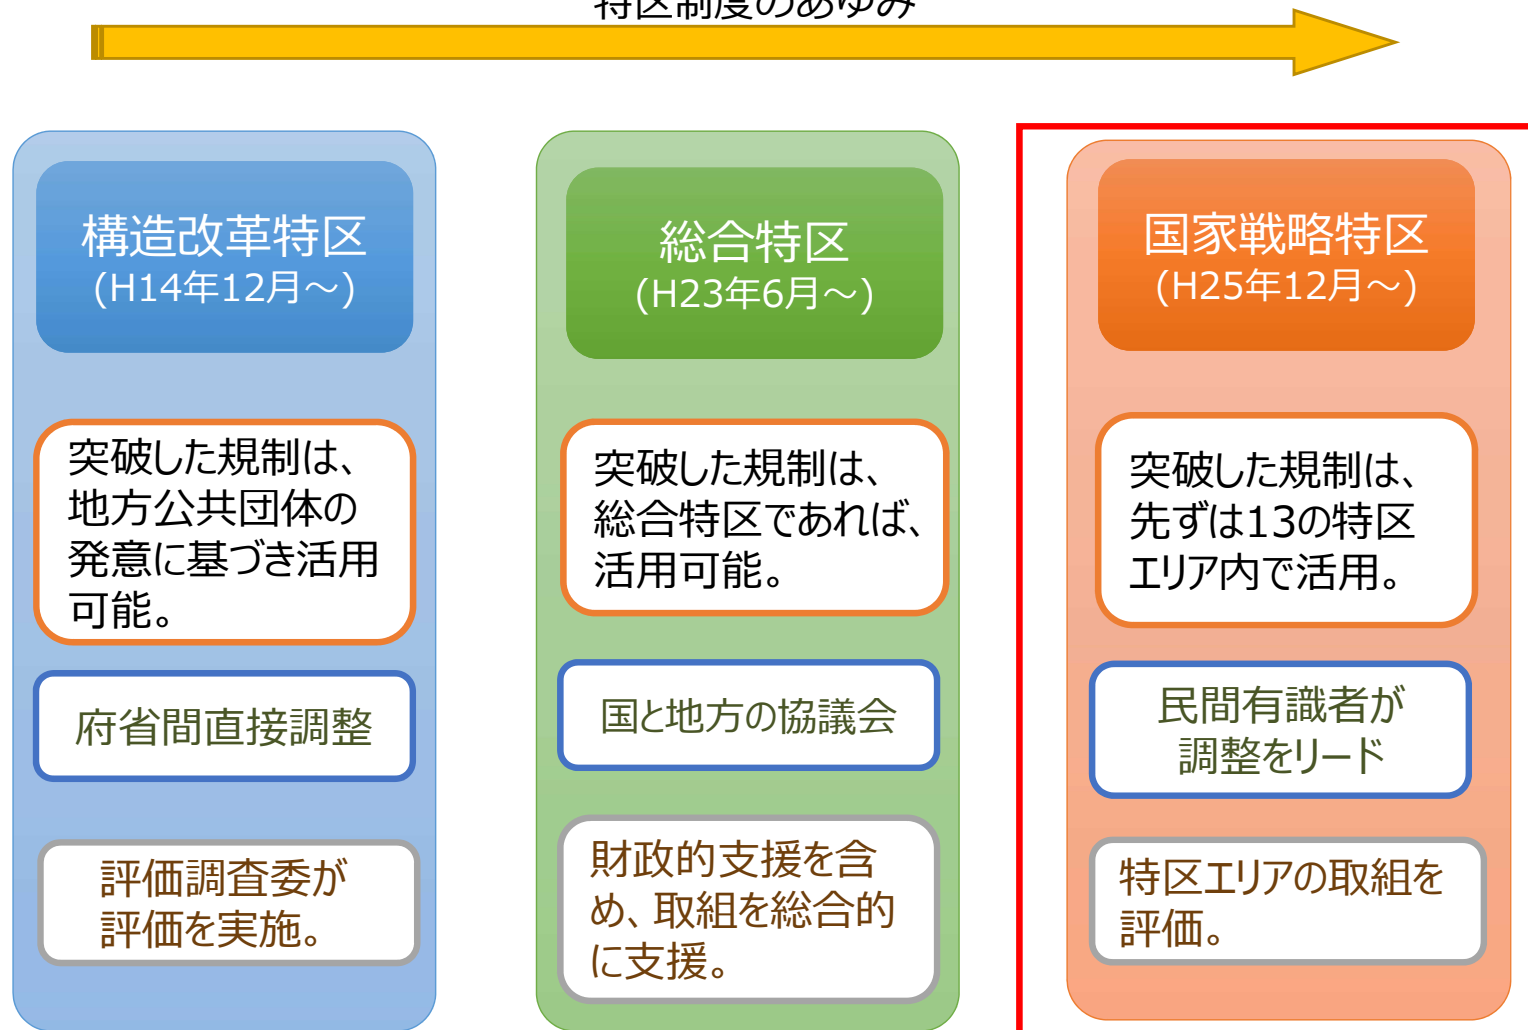 特区制度のあゆみ
構造改革特区
(H14年12月～)
突破した規制は、
地方公共団体の
発意に基づき活用
可能。
府省間直接調整
評価調査委が
評価を実施。
総合特区
(H23年6月～)
突破した規制は、
総合特区であれば、
活用可能。
国と地方の協議会
財政的支援を含
め、取組を総合的
に支援。
国家戦略特区
(H25年12月～)
突破した規制は、
先ずは13の特区
エリア内で活用。
民間有識者が
調整をリード
特区エリアの取組を
評価。